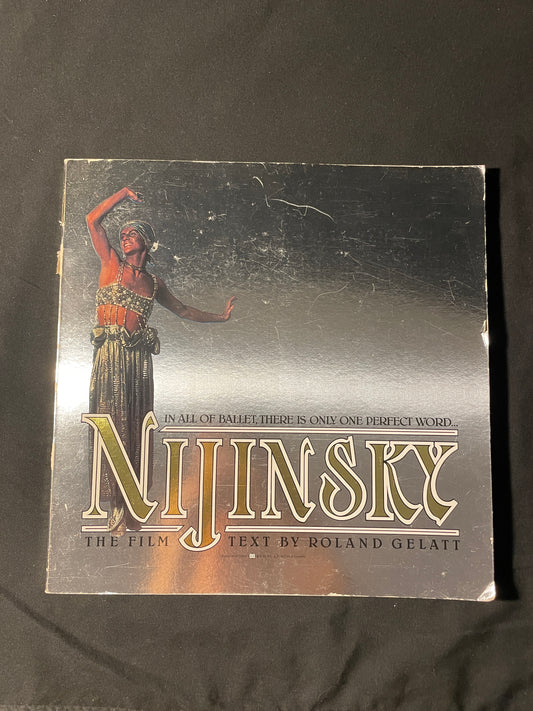 IN ALL OF BALLET, THERE IS ONLY ONE PERFECT WORD...
NIJINSKY
THE FILM TEXT BY ROLAND GELATT